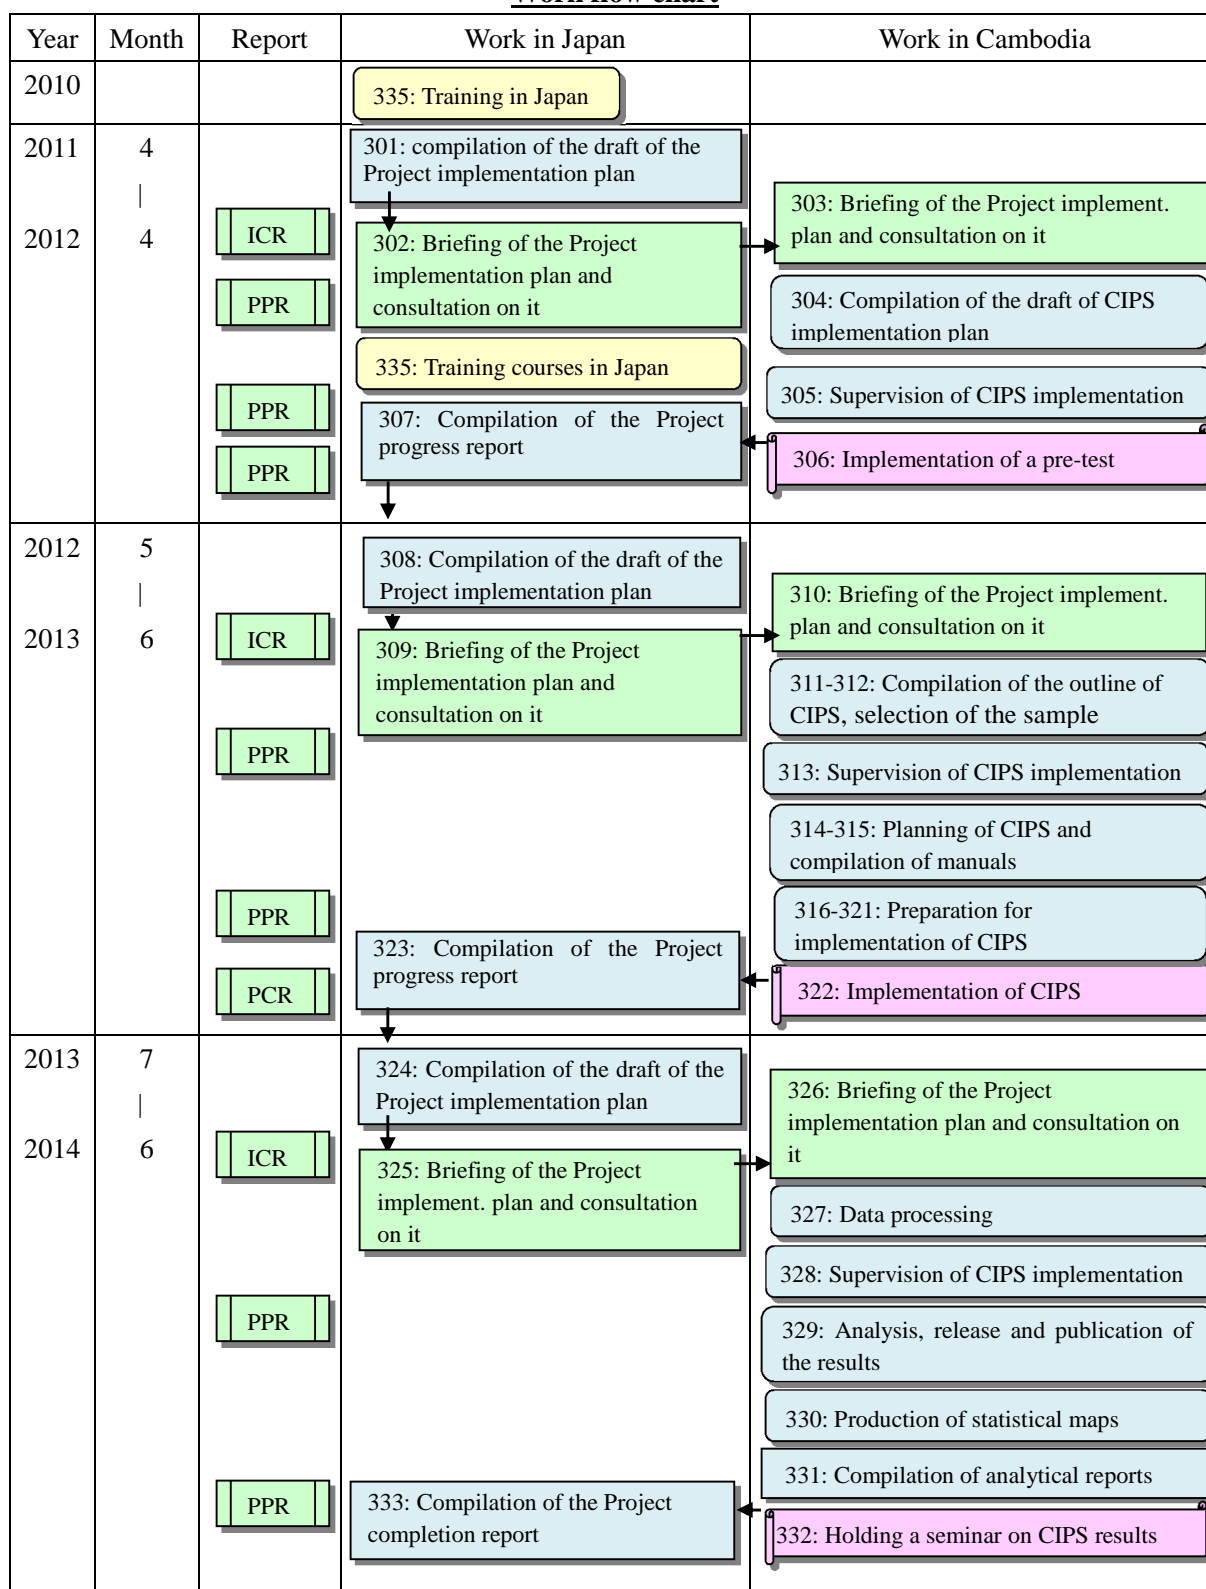 Work flow chart
Year Month Report Work in Japan Work in Cambodia
2010
335: Training in Japan
2011 4
|
2012 4
301: compilation of the draft of the
Project implementation plan
ICR
302: Briefing of the Project
implementation plan and
consultation on it
303: Briefing of the Project implement.
plan and consultation on it
PPR
304: Compilation of the draft of CIPS
implementation plan
335: Training courses in Japan
305: Supervision of CIPS implementation
PPR
307: Compilation of the Project
progress report
306: Implementation of a pre-test
PPR
2012 5
|
2013 6
308: Compilation of the draft of the
Project implementation plan
ICR
309: Briefing of the Project
implementation plan and
consultation on it
310: Briefing of the Project implement.
plan and consultation on it
311-312: Compilation of the outline of
CIPS, selection of the sample
PPR
313: Supervision of CIPS implementation
314-315: Planning of CIPS and
compilation of manuals
PPR
316-321: Preparation for
implementation of CIPS
323: Compilation of the Project
progress report
PCR
322: Implementation of CIPS
2013 7
|
2014 6
324: Compilation of the draft of the
Project implementation plan
ICR
325: Briefing of the Project
implement. plan and consultation
on it
326: Briefing of the Project
implementation plan and consultation on
it
327: Data processing
328: Supervision of CIPS implementation
PPR
329: Analysis, release and publication of
the results
330: Production of statistical maps
331: Compilation of analytical reports
PPR
333: Compilation of the Project
completion report
332: Holding a seminar on CIPS results